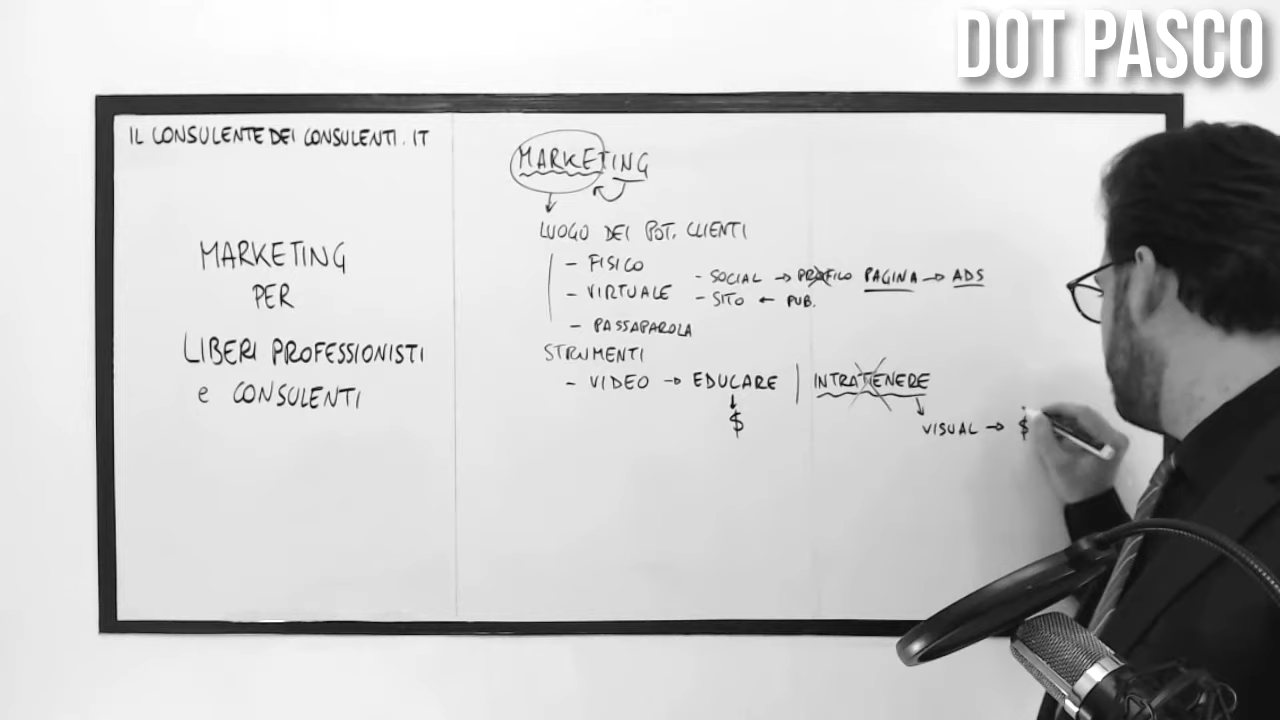 DOT PASCO
IL CONSULENTE DEI CONSULENTI.IT
MARKETING
PER
LIBERI PROFESSIONISTI
e CONSULENTI
MARKETING
LUOGO DEI POT. CLIENTI
- FISICO
- VIRTUALE
- SOCIAL → PROFILO PAGINA → ADS
- SITO ← PUB.
- PASSAPAROLA
STRUMENTI
- VIDEO → EDUCARE | INTRATTENERE
$
VISUAL → $